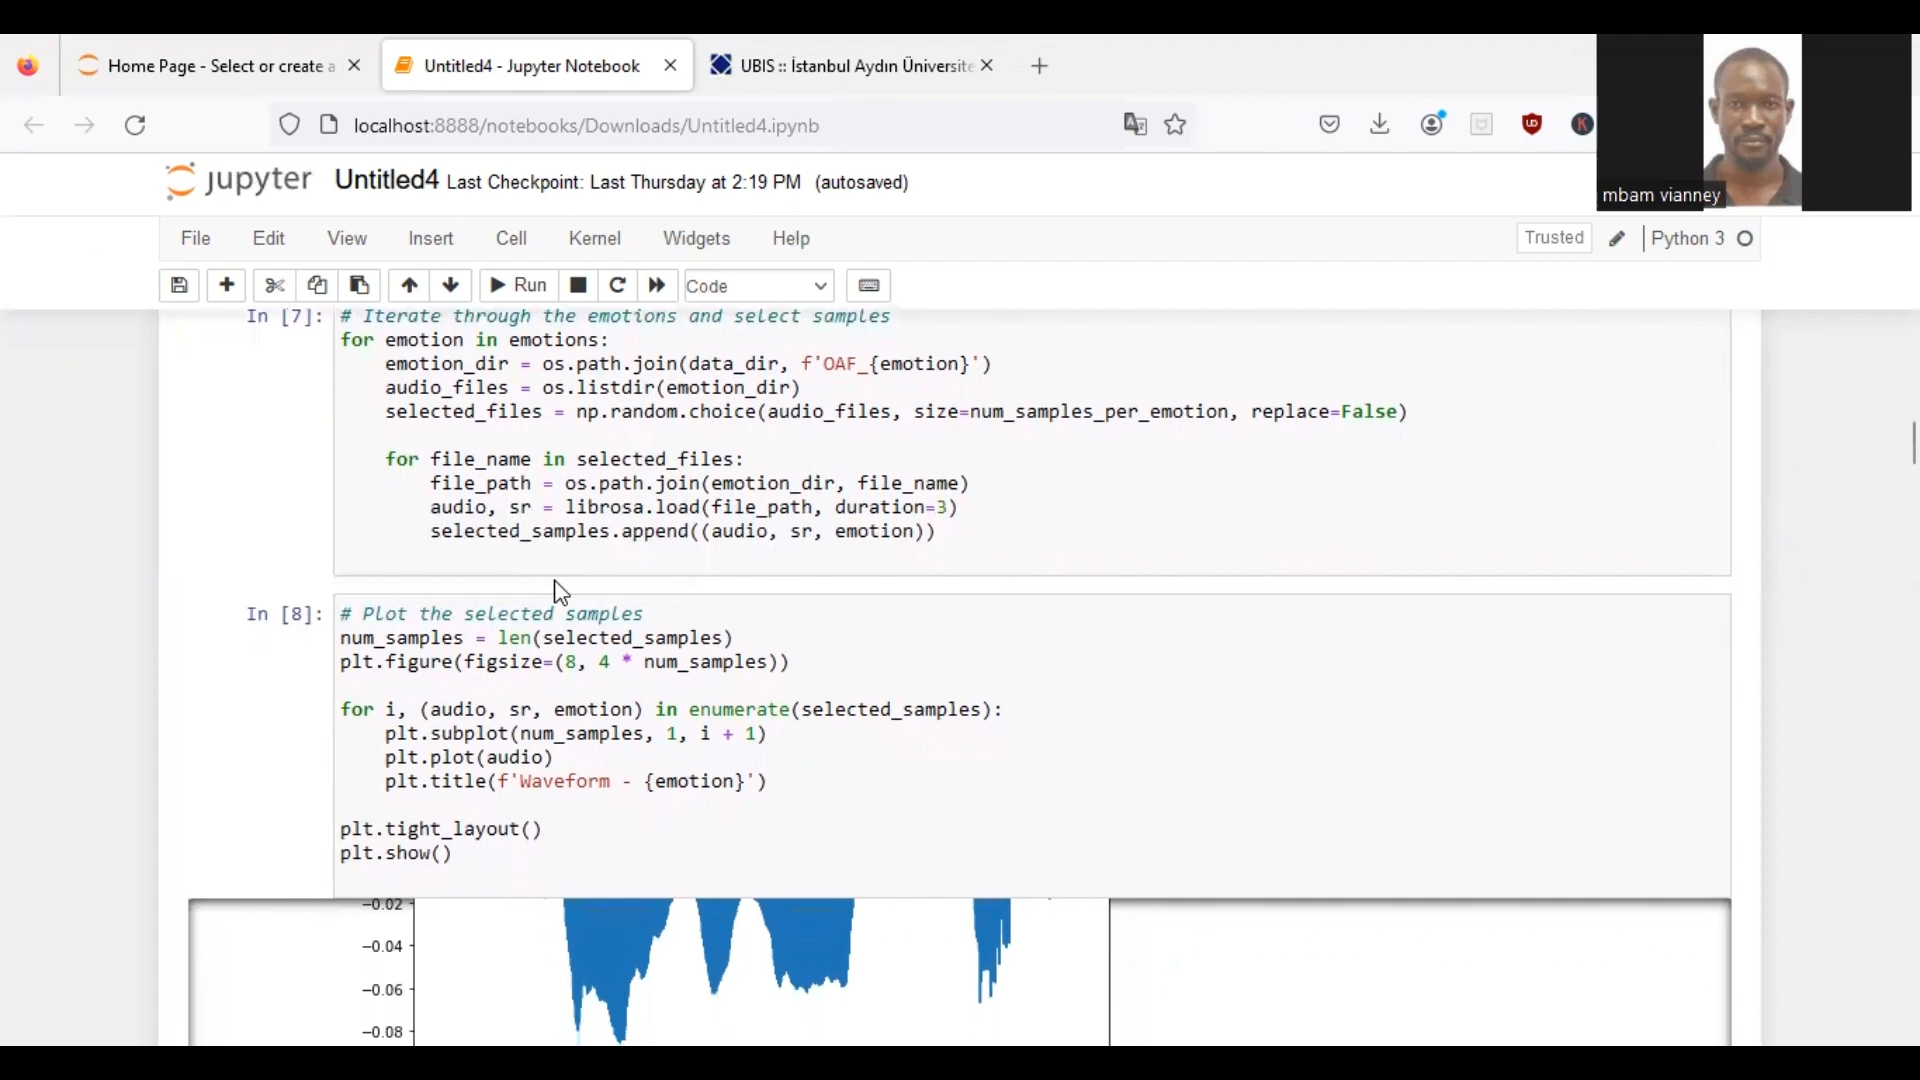 Home Page - Select or create a
Untitled4 - Jupyter Notebook
UBIS :: İstanbul Aydın Üniversite
localhost:8888/notebooks/Downloads/Untitled4.ipynb
mbam vianney
jupyter Untitled4 Last Checkpoint: Last Thursday at 2:19 PM (autosaved)
File Edit View Insert Cell Kernel Widgets Help Trusted Python 3
Run Code
In [7]: # Iterate through the emotions and select samples
for emotion in emotions:
    emotion_dir = os.path.join(data_dir, f'OAF_{emotion}')
    audio_files = os.listdir(emotion_dir)
    selected_files = np.random.choice(audio_files, size=num_samples_per_emotion, replace=False)
    for file_name in selected_files:
        file_path = os.path.join(emotion_dir, file_name)
        audio, sr = librosa.load(file_path, duration=3)
        selected_samples.append((audio, sr, emotion))
In [8]: # Plot the selected samples
num_samples = len(selected_samples)
plt.figure(figsize=(8, 4 * num_samples))
for i, (audio, sr, emotion) in enumerate(selected_samples):
    plt.subplot(num_samples, 1, i + 1)
    plt.plot(audio)
    plt.title(f'Waveform - {emotion}')
plt.tight_layout()
plt.show()
−0.02
−0.04
−0.06
−0.08